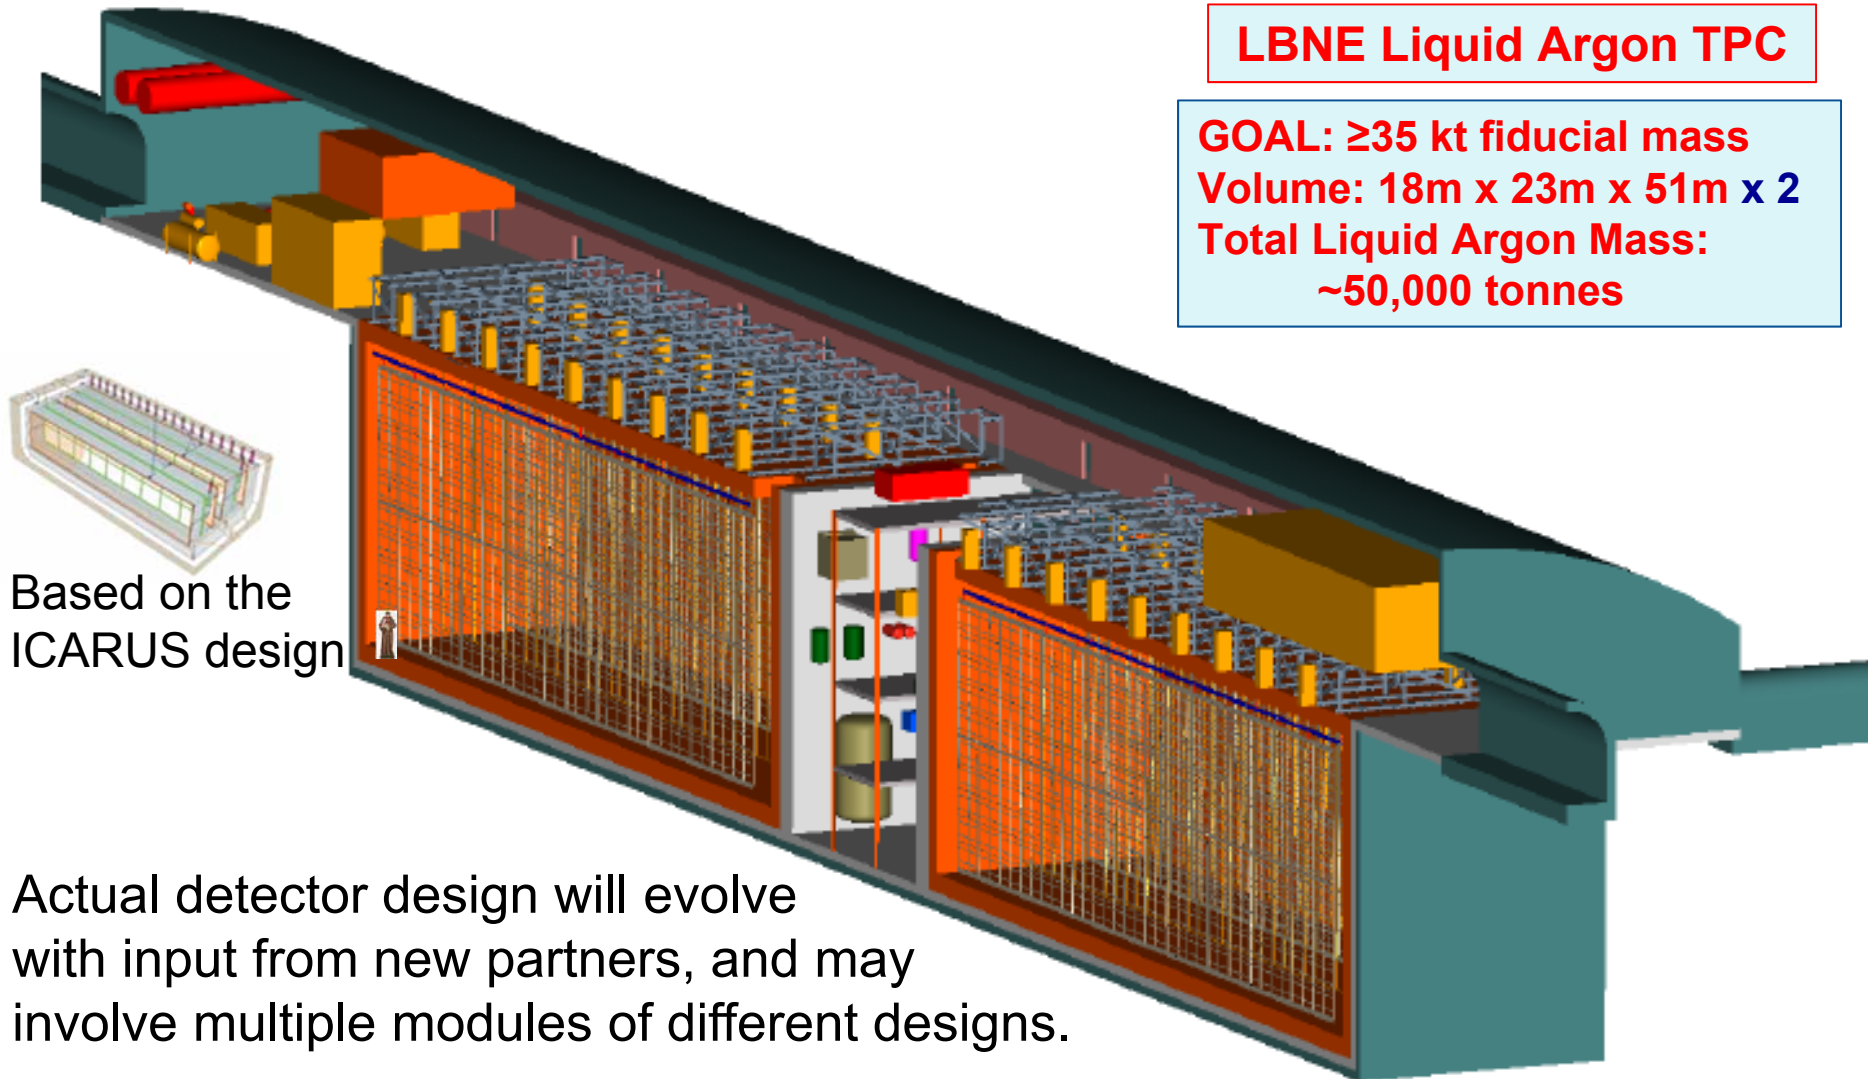 LBNE Liquid Argon TPC
GOAL: ≥35 kt fiducial mass
Volume: 18m x 23m x 51m x 2
Total Liquid Argon Mass:
~50,000 tonnes
Based on the
ICARUS design
Actual detector design will evolve
with input from new partners, and may
involve multiple modules of different designs.